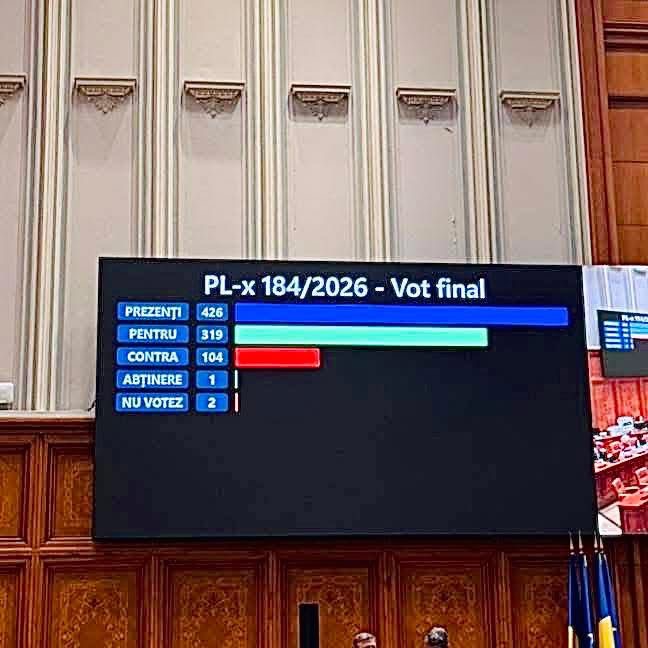 PL-x 184/2026 - Vot final
PREZENȚI 426
PENTRU 319
CONTRA 104
ABȚINERE 1
NU VOTEZ 2